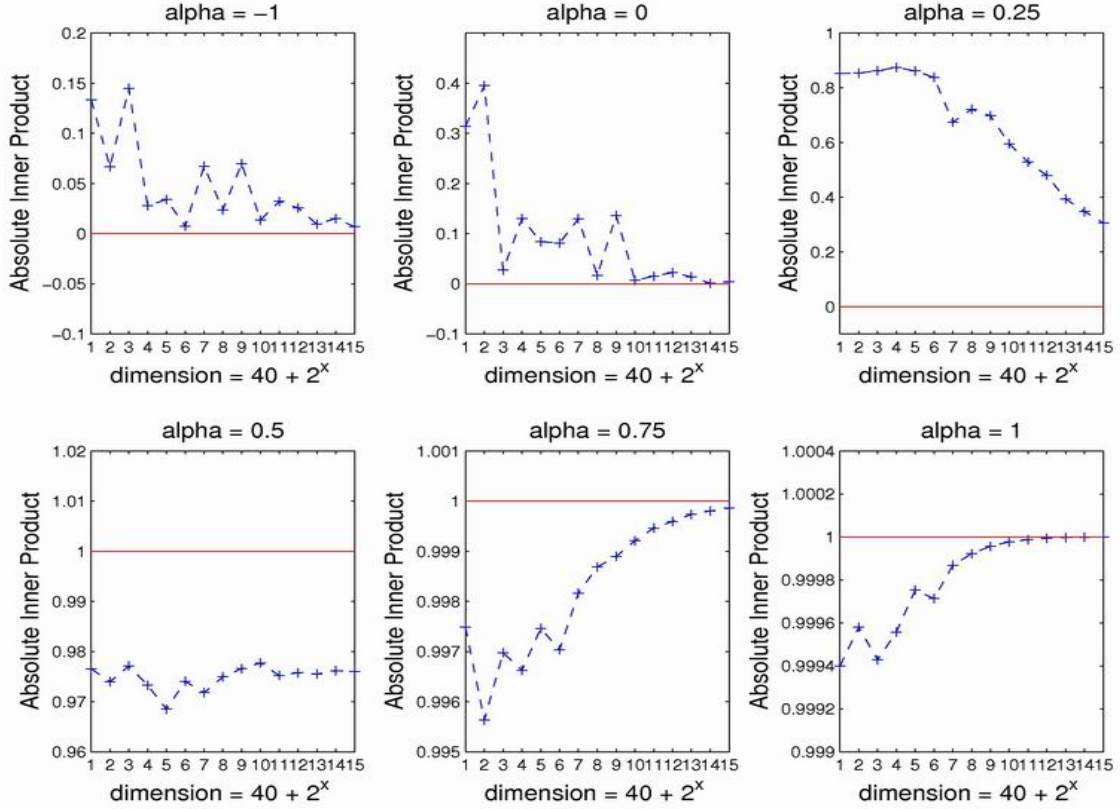 alpha = −1
0.2
0.15
0.1
0.05
0
−0.05
−0.1
Absolute Inner Product
1 2 3 4 5 6 7 8 9 10 11 12 13 14 15
dimension = 40 + 2^x
alpha = 0
0.4
0.3
0.2
0.1
0
−0.1
Absolute Inner Product
1 2 3 4 5 6 7 8 9 10 11 12 13 14 15
dimension = 40 + 2^x
alpha = 0.25
1
0.8
0.6
0.4
0.2
0
Absolute Inner Product
1 2 3 4 5 6 7 8 9 10 11 12 13 14 15
dimension = 40 + 2^x
alpha = 0.5
1.02
1.01
1
0.99
0.98
0.97
0.96
Absolute Inner Product
1 2 3 4 5 6 7 8 9 10 11 12 13 14 15
dimension = 40 + 2^x
alpha = 0.75
1.001
1
0.999
0.998
0.997
0.996
0.995
Absolute Inner Product
1 2 3 4 5 6 7 8 9 10 11 12 13 14 15
dimension = 40 + 2^x
alpha = 1
1.0004
1.0002
1
0.9998
0.9996
0.9994
0.9992
0.999
Absolute Inner Product
1 2 3 4 5 6 7 8 9 10 11 12 13 14 15
dimension = 40 + 2^x